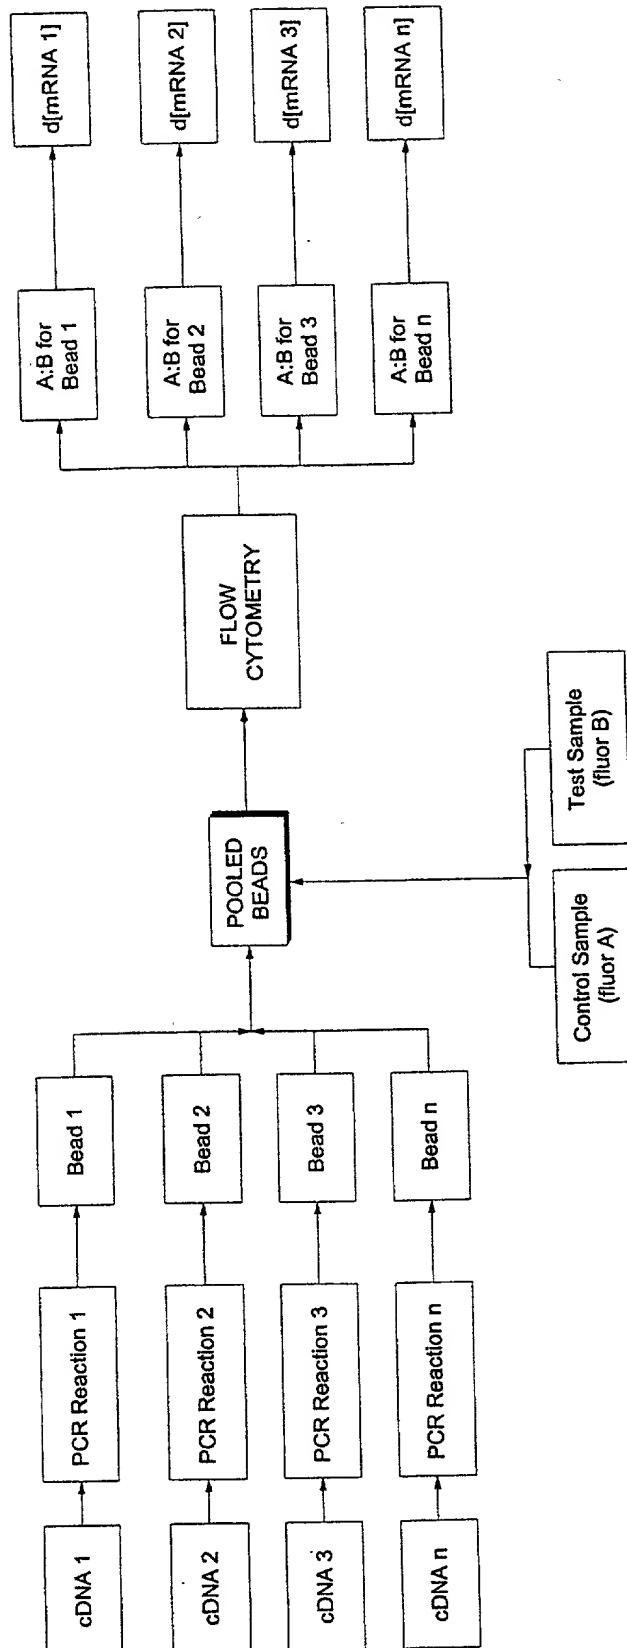 cDNA 1
PCR Reaction 1
Bead 1
cDNA 2
PCR Reaction 2
Bead 2
cDNA 3
PCR Reaction 3
Bead 3
cDNA n
PCR Reaction n
Bead n
POOLED
BEADS
Control Sample
(fluor A)
Test Sample
(fluor B)
FLOW
CYTOMETRY
A:B for
Bead 1
d[mRNA 1]
A:B for
Bead 2
d[mRNA 2]
A:B for
Bead 3
d[mRNA 3]
A:B for
Bead n
d[mRNA n]